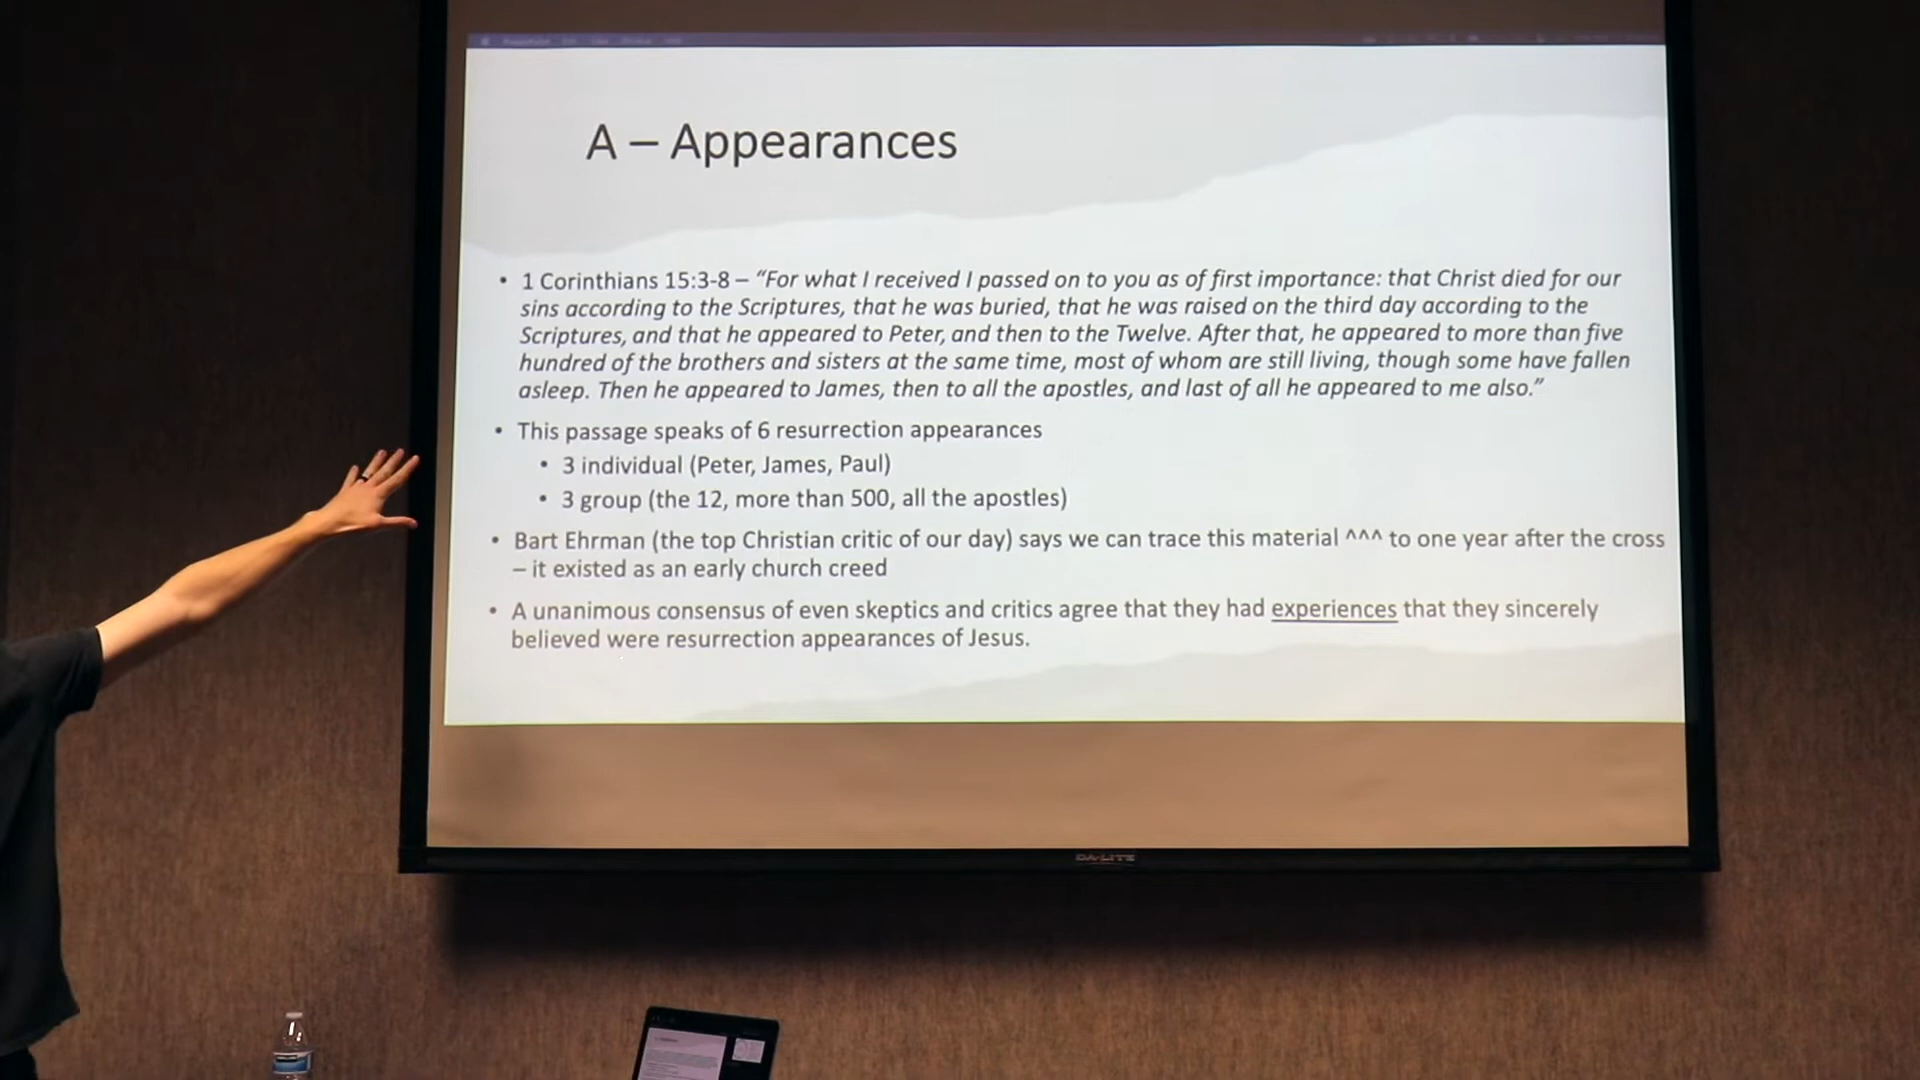 A – Appearances
• 1 Corinthians 15:3-8 – “For what I received I passed on to you as of first importance: that Christ died for our
sins according to the Scriptures, that he was buried, that he was raised on the third day according to the
Scriptures, and that he appeared to Peter, and then to the Twelve. After that, he appeared to more than five
hundred of the brothers and sisters at the same time, most of whom are still living, though some have fallen
asleep. Then he appeared to James, then to all the apostles, and last of all he appeared to me also.”
• This passage speaks of 6 resurrection appearances
• 3 individual (Peter, James, Paul)
• 3 group (the 12, more than 500, all the apostles)
• Bart Ehrman (the top Christian critic of our day) says we can trace this material ^^^ to one year after the cross
– it existed as an early church creed
• A unanimous consensus of even skeptics and critics agree that they had experiences that they sincerely
believed were resurrection appearances of Jesus.
DA-LITE